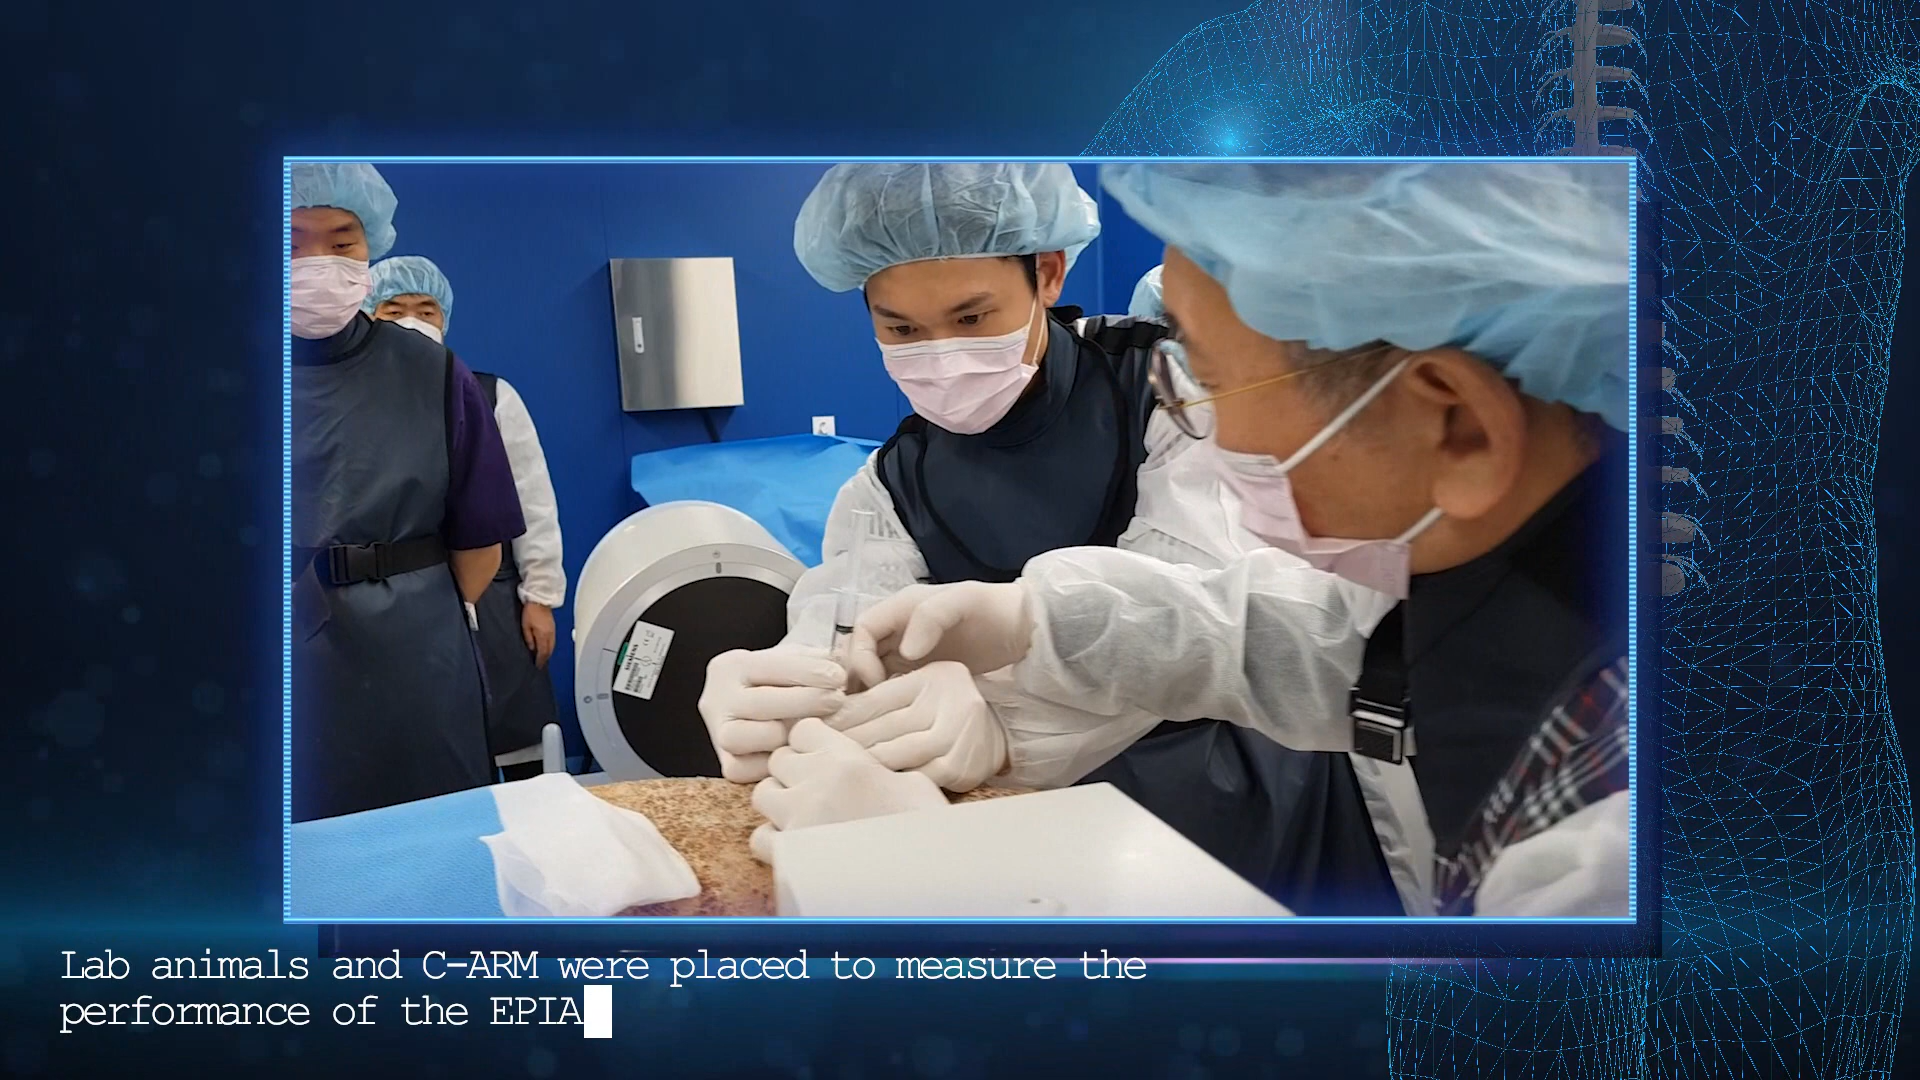 Lab animals and C-ARM were placed to measure the
performance of the EPIA